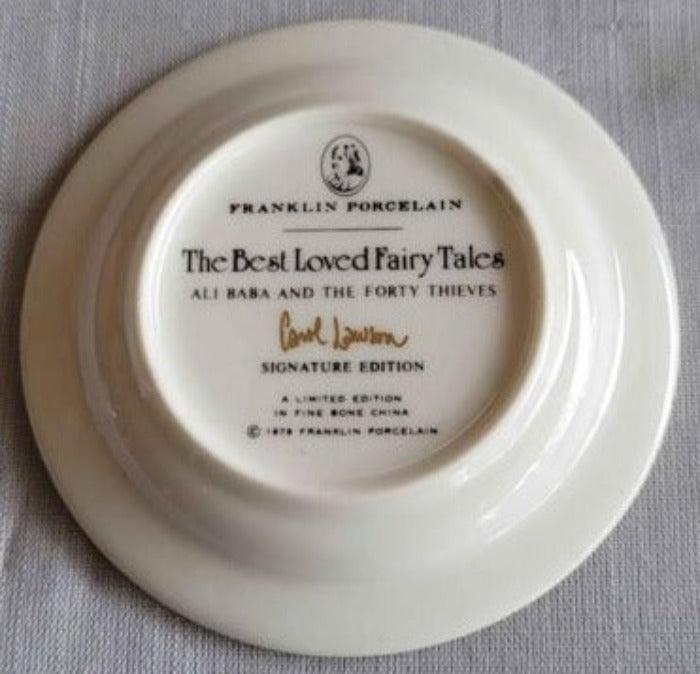 FRANKLIN PORCELAIN
The Best Loved Fairy Tales
ALI BABA AND THE FORTY THIEVES
Carol Lawson
SIGNATURE EDITION
A LIMITED EDITION
IN FINE BONE CHINA
© 1978 FRANKLIN PORCELAIN